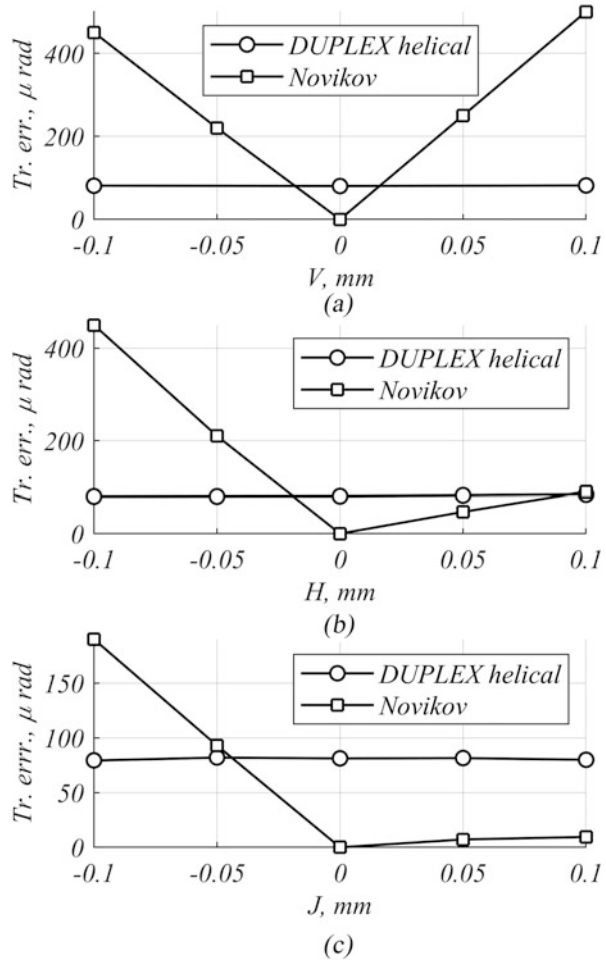 Tr. err., μ rad
400
200
0
DUPLEX helical
Novikov
-0.1 -0.05 0 0.05 0.1
V, mm
(a)
Tr. err., μ rad
400
200
0
DUPLEX helical
Novikov
-0.1 -0.05 0 0.05 0.1
H, mm
(b)
Tr. errr., μ rad
150
100
50
0
DUPLEX helical
Novikov
-0.1 -0.05 0 0.05 0.1
J, mm
(c)